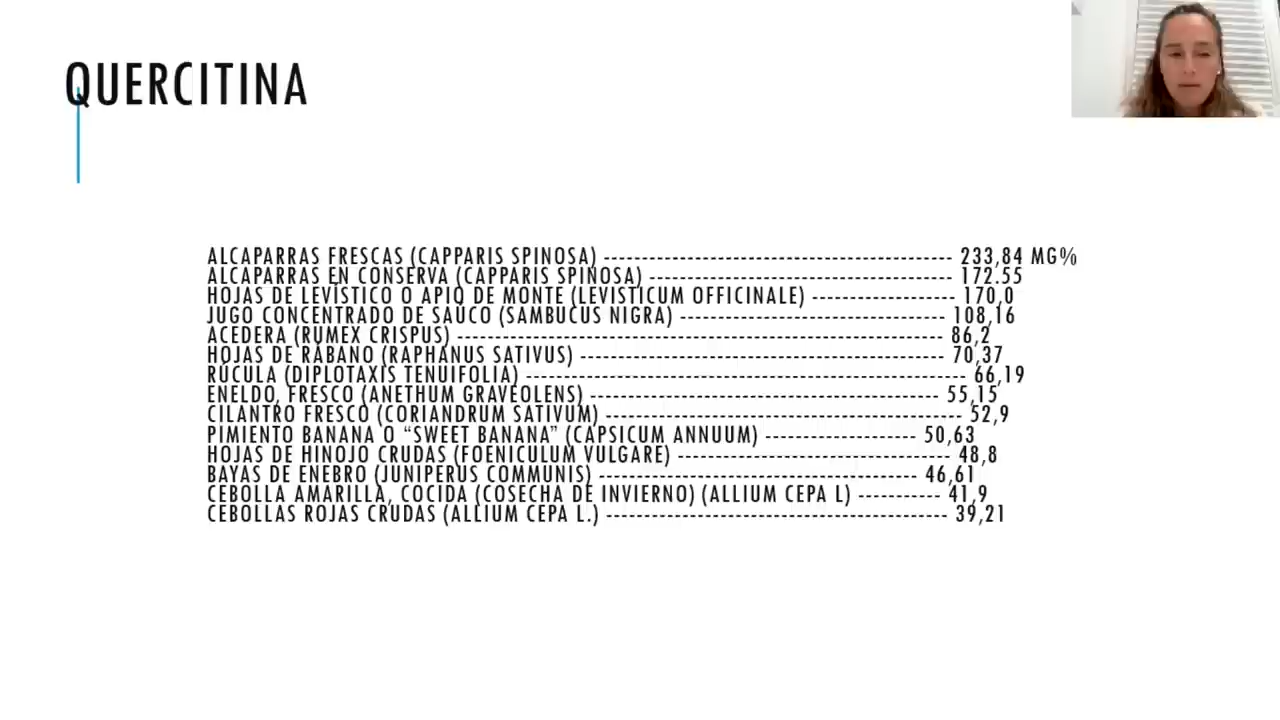 QUERCITINA
ALCAPARRAS FRESCAS (CAPPARIS SPINOSA) ------------------------------------- 233,84 MG%
ALCAPARRAS EN CONSERVA (CAPPARIS SPINOSA) --------------------------------- 172.55
HOJAS DE LEVÍSTICO O APIO DE MONTE (LEVISTICUM OFFICINALE) ---------------- 170,0
JUGO CONCENTRADO DE SAÚCO (SAMBUCUS NIGRA) ----------------------------- 108,16
ACEDERA (RUMEX CRISPUS) ---------------------------------------------------- 86,2
HOJAS DE RÁBANO (RAPHANUS SATIVUS) --------------------------------------- 70,37
RÚCULA (DIPLOTAXIS TENUIFOLIA) ----------------------------------------------- 66,19
ENELDO, FRESCO (ANETHUM GRAVEOLENS) ------------------------------------- 55,15
CILANTRO FRESCO (CORIANDRUM SATIVUM) -------------------------------------- 52,9
PIMIENTO BANANA O “SWEET BANANA” (CAPSICUM ANNUUM) ----------------- 50,63
HOJAS DE HINOJO CRUDAS (FOENICULUM VULGARE) ----------------------------- 48,8
BAYAS DE ENEBRO (JUNIPERUS COMMUNIS) ---------------------------------- 46,61
CEBOLLA AMARILLA, COCIDA (COSECHA DE INVIERNO) (ALLIUM CEPA L) ---------- 41,9
CEBOLLAS ROJAS CRUDAS (ALLIUM CEPA L.) ------------------------------------ 39,21